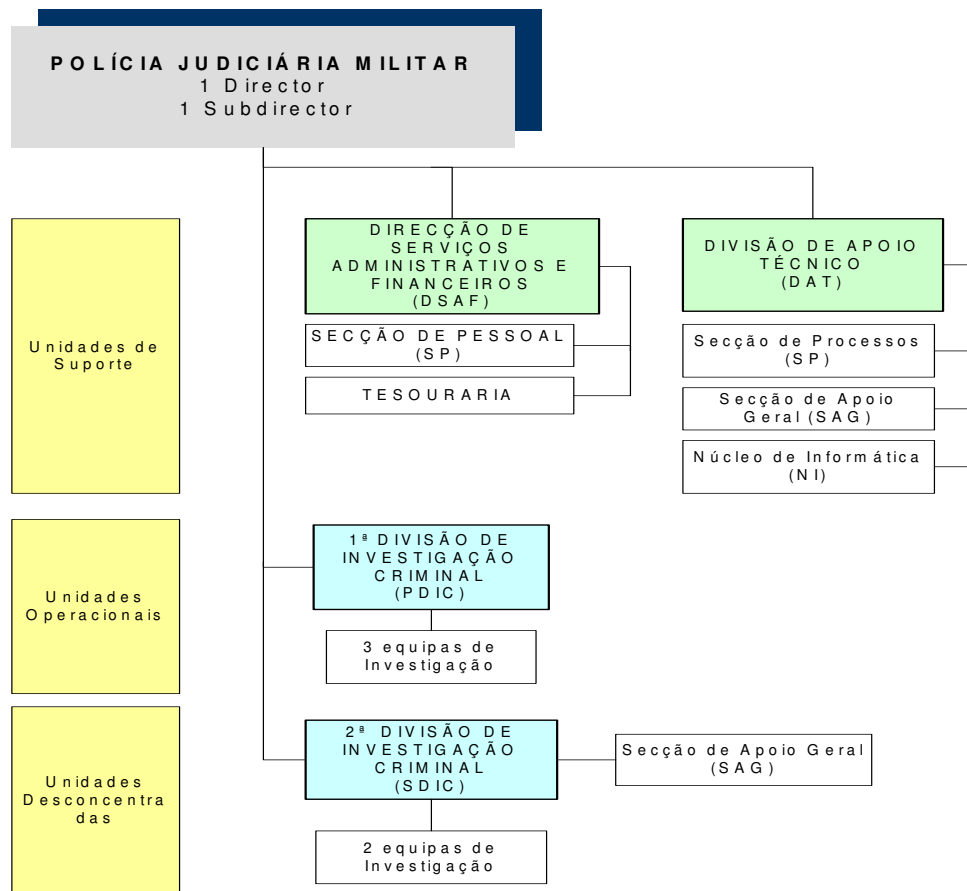 POLÍCIA JUDICIÁRIA MILITAR
1 Director
1 Subdirector
Unidades de
Suporte
DIRECÇÃO DE
SERVIÇOS
ADMINISTRATIVOS E
FINANCEIROS
(DSAF)
SECÇÃO DE PESSOAL
(SP)
TESOURARIA
DIVISÃO DE APOIO
TÉCNICO
(DAT)
Secção de Processos
(SP)
Secção de Apoio
Geral (SAG)
Núcleo de Informática
(NI)
Unidades
Operacionais
1ª DIVISÃO DE
INVESTIGAÇÃO
CRIMINAL
(PDIC)
3 equipas de
Investigação
Unidades
Desconcentra
das
2ª DIVISÃO DE
INVESTIGAÇÃO
CRIMINAL
(SDIC)
Secção de Apoio Geral
(SAG)
2 equipas de
Investigação